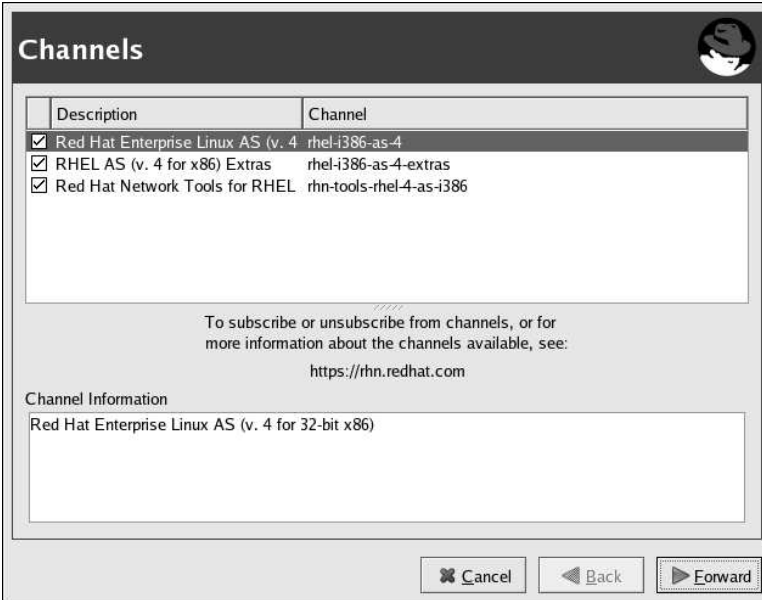 Channels
Description Channel
Red Hat Enterprise Linux AS (v. 4 rhel-i386-as-4
RHEL AS (v. 4 for x86) Extras rhel-i386-as-4-extras
Red Hat Network Tools for RHEL rhn-tools-rhel-4-as-i386
To subscribe or unsubscribe from channels, or for
more information about the channels available, see:
https://rhn.redhat.com
Channel Information
Red Hat Enterprise Linux AS (v. 4 for 32-bit x86)
Cancel Back Forward